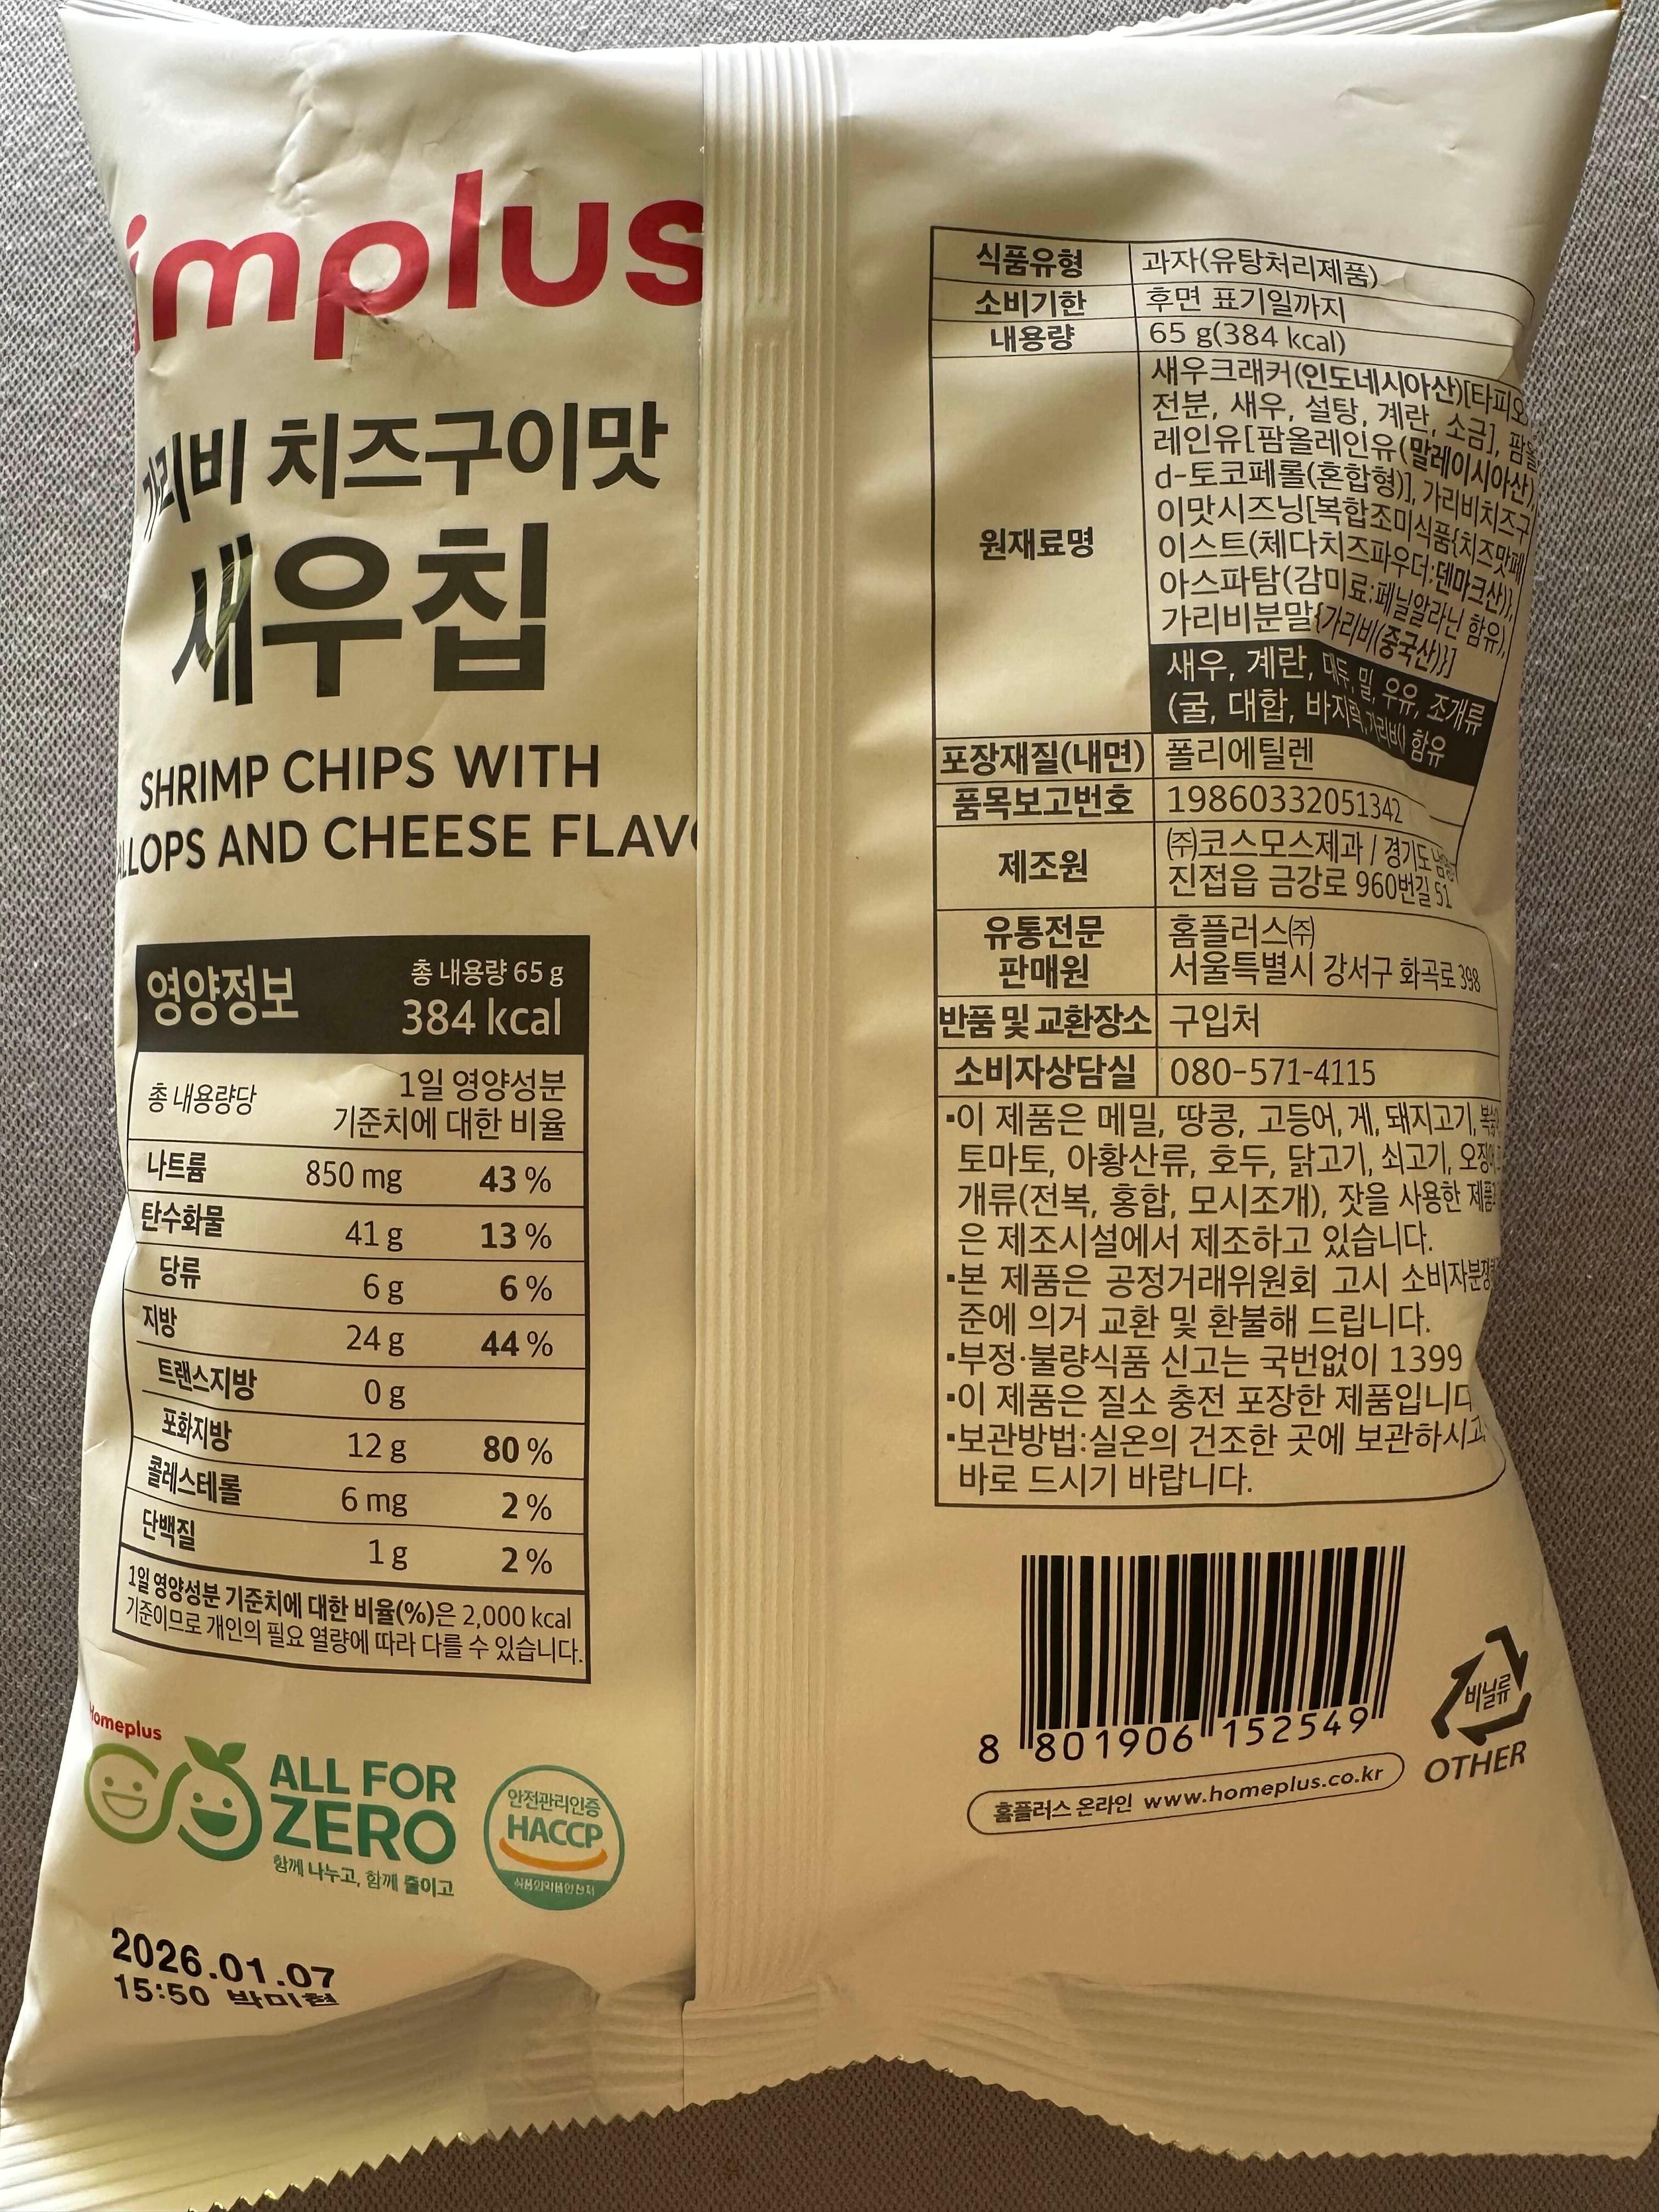 implus
가리비 치즈구이맛
새우칩
SHRIMP CHIPS WITH
LLOPS AND CHEESE FLAV
영양정보
총 내용량 65 g
384 kcal
총 내용량당
1일 영양성분
기준치에 대한 비율
나트륨 850 mg 43 %
탄수화물 41 g 13 %
당류 6 g 6 %
지방 24 g 44 %
트랜스지방 0 g
포화지방 12 g 80 %
콜레스테롤 6 mg 2 %
단백질 1 g 2 %
1일 영양성분 기준치에 대한 비율(%)은 2,000 kcal
기준이므로 개인의 필요 열량에 따라 다를 수 있습니다.
Homeplus
ALL FOR
ZERO
함께 나누고, 함께 줄이고
안전관리인증
HACCP
식품의약품안전처
2026.01.07
15:50 박미현
식품유형 과자(유탕처리제품)
소비기한 후면 표기일까지
내용량 65 g(384 kcal)
원재료명
새우크래커(인도네시아산)[타피오
전분, 새우, 설탕, 계란, 소금], 팜올
레인유[팜올레인유(말레이시아산),
d-토코페롤(혼합형)], 가리비치즈구
이맛시즈닝[복합조미식품{치즈맛페
이스트(체다치즈파우더:덴마크산)},
아스파탐(감미료:페닐알라닌 함유),
가리비분말{가리비(중국산)}]
새우, 계란, 대두, 밀, 우유, 조개류
(굴, 대합, 바지락, 가리비) 함유
포장재질(내면) 폴리에틸렌
품목보고번호 19860332051342
제조원
㈜코스모스제과 / 경기도
진접읍 금강로 960번길 51
유통전문
판매원
홈플러스㈜
서울특별시 강서구 화곡로 398
반품 및 교환장소 구입처
소비자상담실 080-571-4115
▪이 제품은 메밀, 땅콩, 고등어, 게, 돼지고기,
토마토, 아황산류, 호두, 닭고기, 쇠고기,
개류(전복, 홍합, 모시조개), 잣을 사용한
은 제조시설에서 제조하고 있습니다.
▪본 제품은 공정거래위원회 고시 소비자분쟁
준에 의거 교환 및 환불해 드립니다.
▪부정·불량식품 신고는 국번없이 1399
▪이 제품은 질소 충전 포장한 제품입니다
▪보관방법:실온의 건조한 곳에 보관하시고,
바로 드시기 바랍니다.
8 801906 152549
홈플러스 온라인 www.homeplus.co.kr
비닐류
OTHER